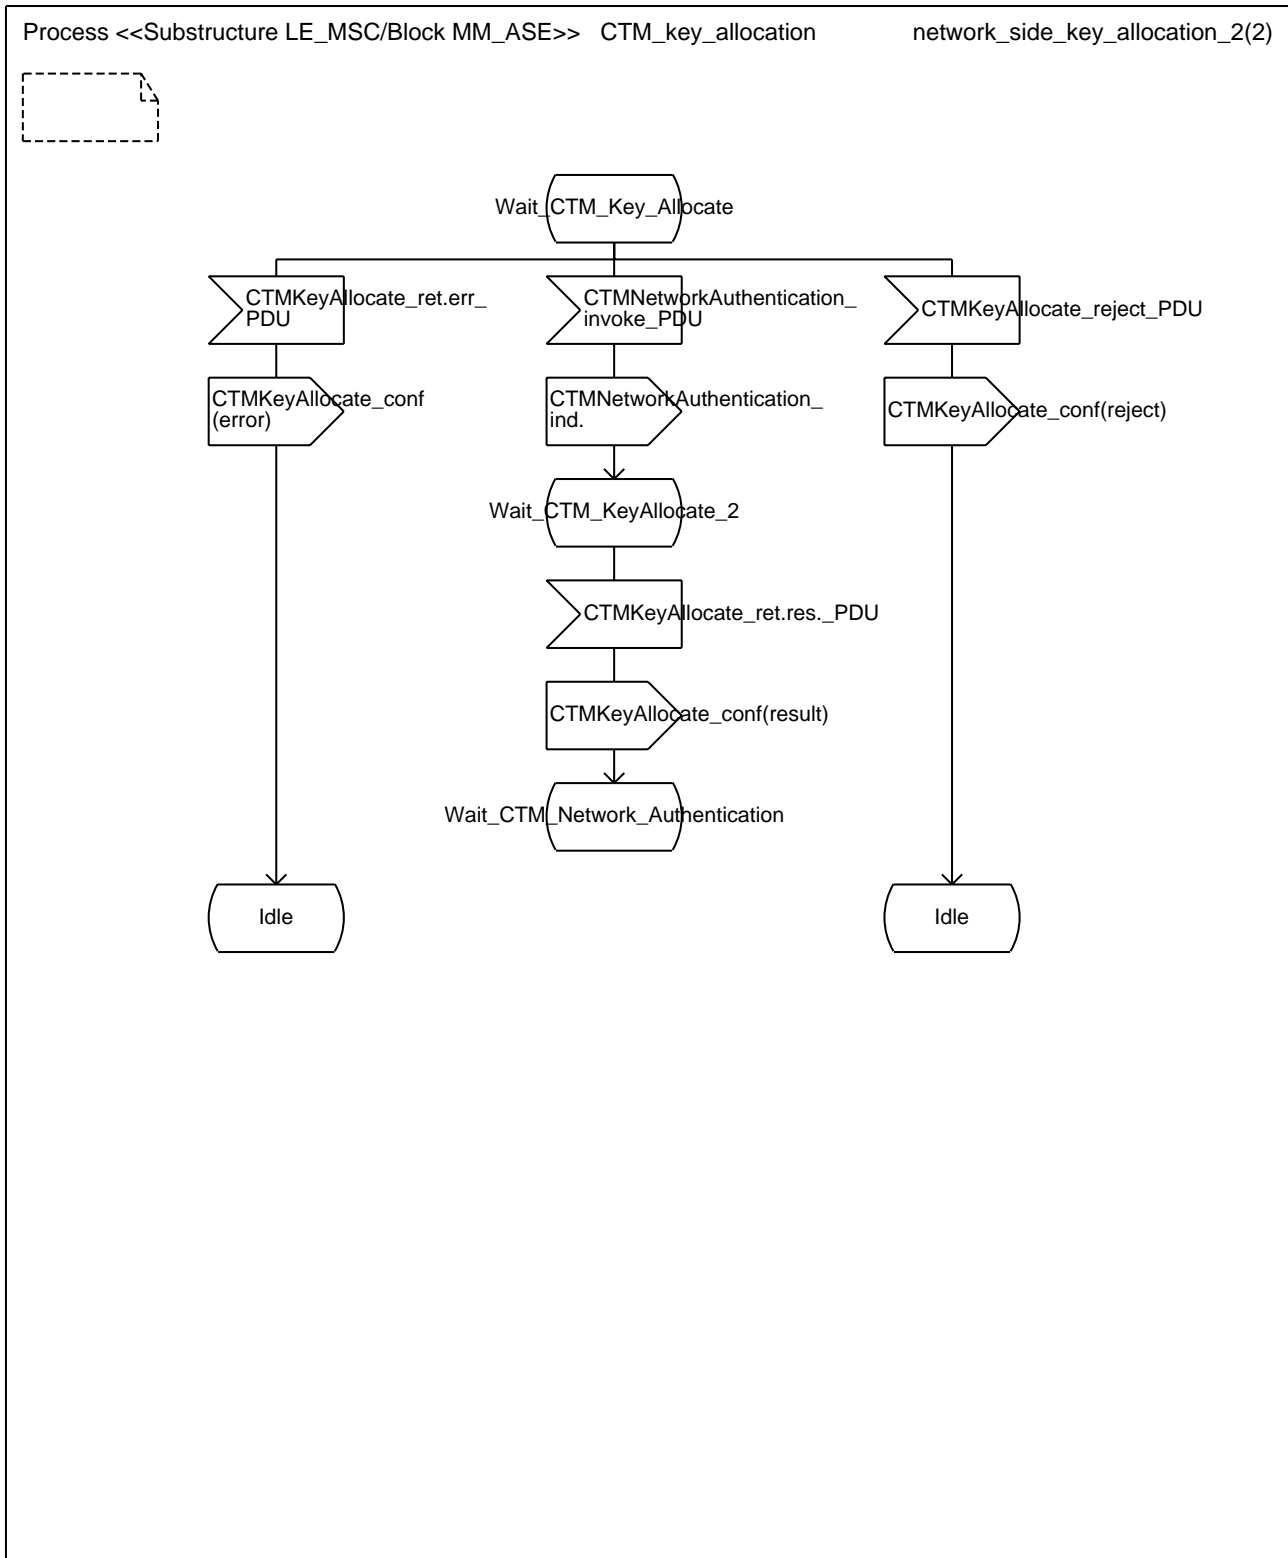 Process <<Substructure LE_MSC/Block MM_ASE>> CTM_key_allocation network_side_key_allocation_2(2)
Wait_CTM_Key_Allocate
CTMKeyAllocate_ret.err_
PDU
CTMNetworkAuthentication_
invoke_PDU
CTMKeyAllocate_reject_PDU
CTMKeyAllocate_conf
(error)
CTMNetworkAuthentication_
ind.
CTMKeyAllocate_conf(reject)
Wait_CTM_KeyAllocate_2
CTMKeyAllocate_ret.res._PDU
CTMKeyAllocate_conf(result)
Wait_CTM_Network_Authentication
Idle
Idle